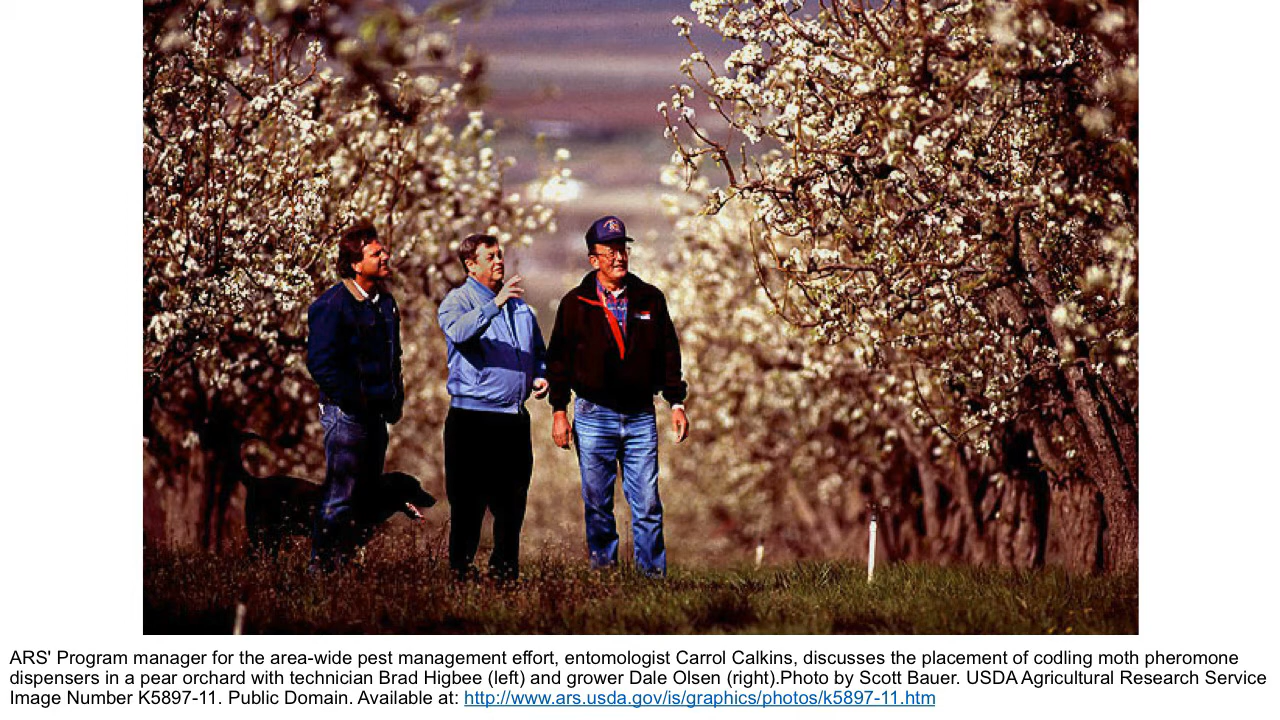 ARS' Program manager for the area-wide pest management effort, entomologist Carrol Calkins, discusses the placement of codling moth pheromone
dispensers in a pear orchard with technician Brad Higbee (left) and grower Dale Olsen (right).Photo by Scott Bauer. USDA Agricultural Research Service
Image Number K5897-11. Public Domain. Available at: http://www.ars.usda.gov/is/graphics/photos/k5897-11.htm